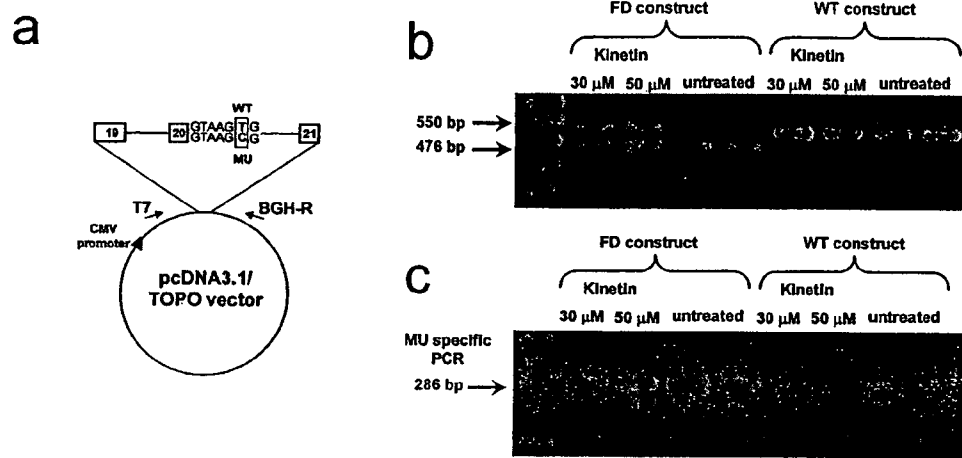 a
19
20
GTAAGTG
GTAAGCG
21
WT
MU
T7
BGH-R
CMV
promoter
pcDNA3.1/
TOPO vector
b
FD construct
WT construct
Kinetin
Kinetin
30 µM 50 µM untreated 30 µM 50 µM untreated
550 bp
476 bp
c
FD construct
WT construct
Kinetin
Kinetin
30 µM 50 µM untreated 30 µM 50 µM untreated
MU specific
PCR
286 bp